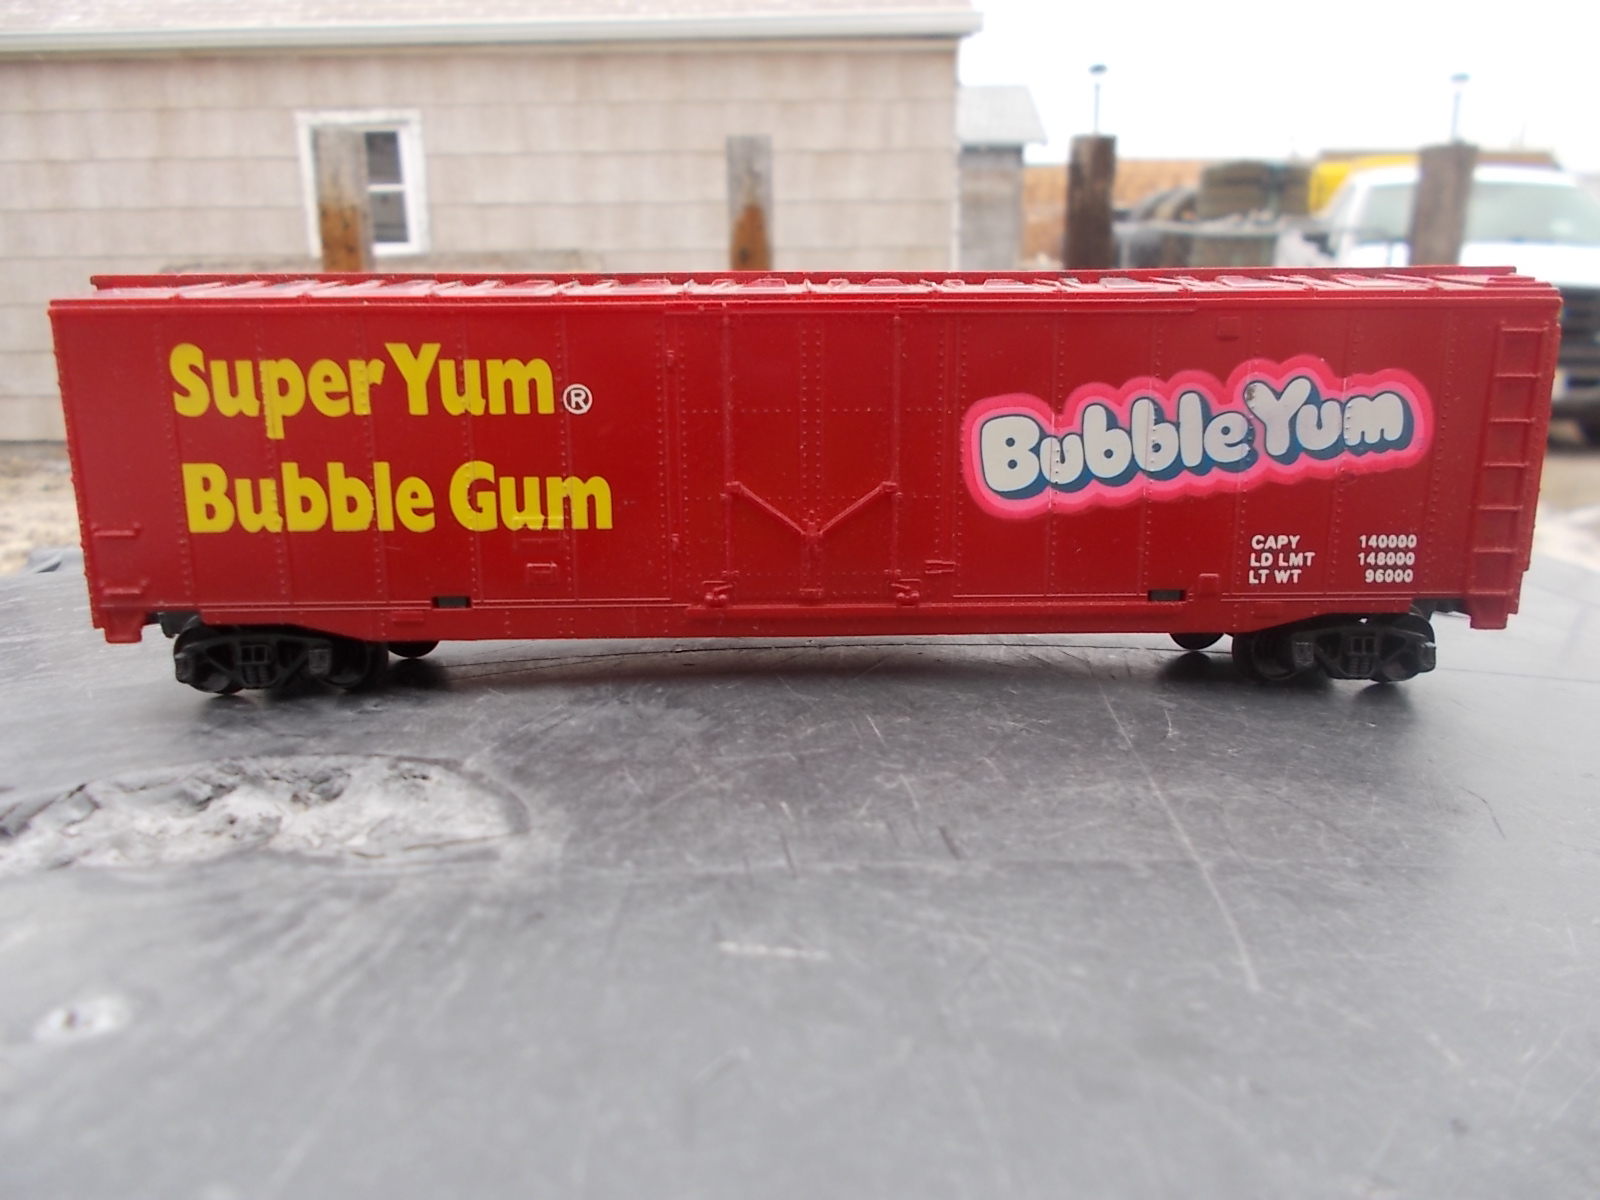 Super Yum®
Bubble Gum
Bubble Yum
CAPY 140000
LD LMT 148000
LT WT 96000